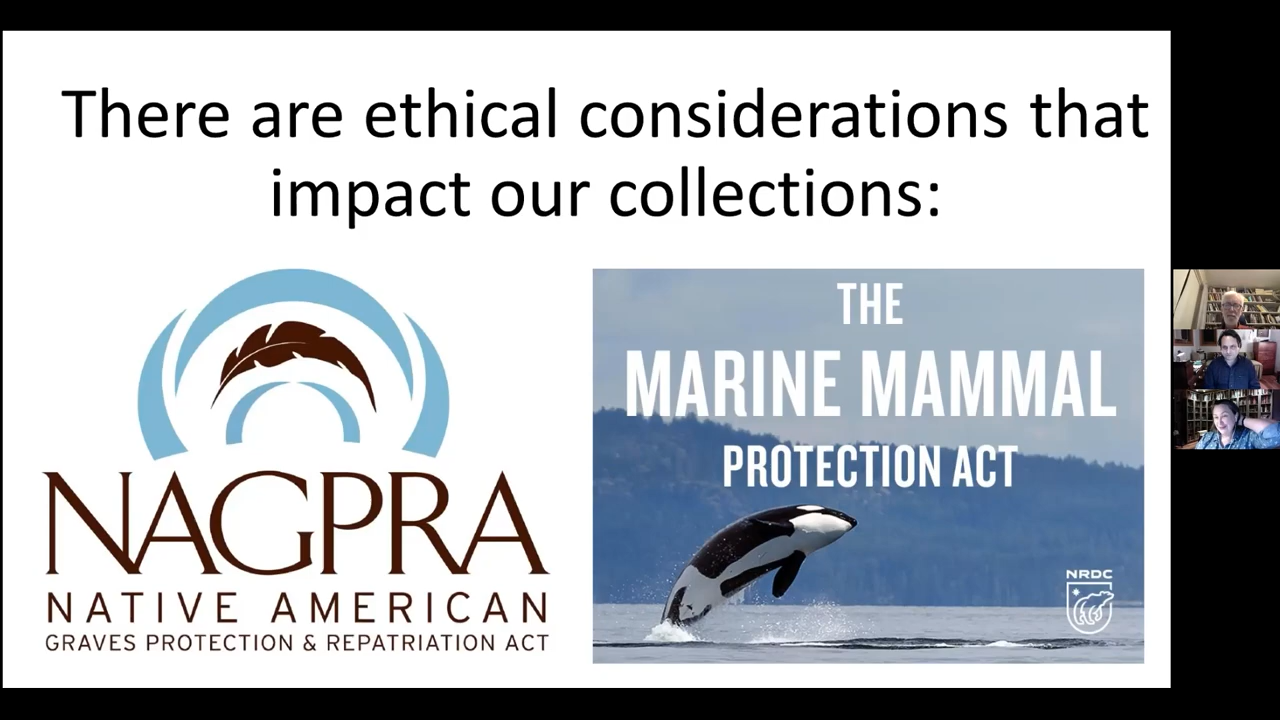 There are ethical considerations that
impact our collections:
NAGPRA
NATIVE AMERICAN
GRAVES PROTECTION & REPATRIATION ACT
THE
MARINE MAMMAL
PROTECTION ACT
NRDC